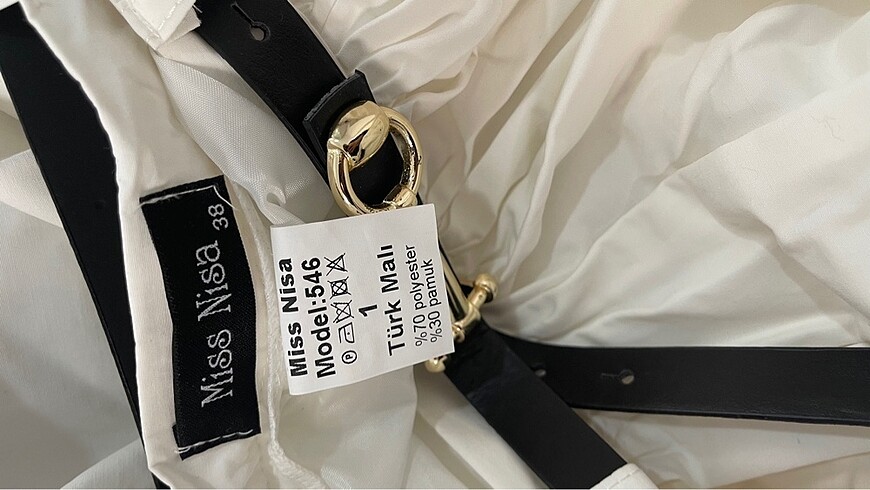 Miss Nisa 38
Miss Nisa
Model:546
P
1
Türk Malı
%70 polyester
%30 pamuk